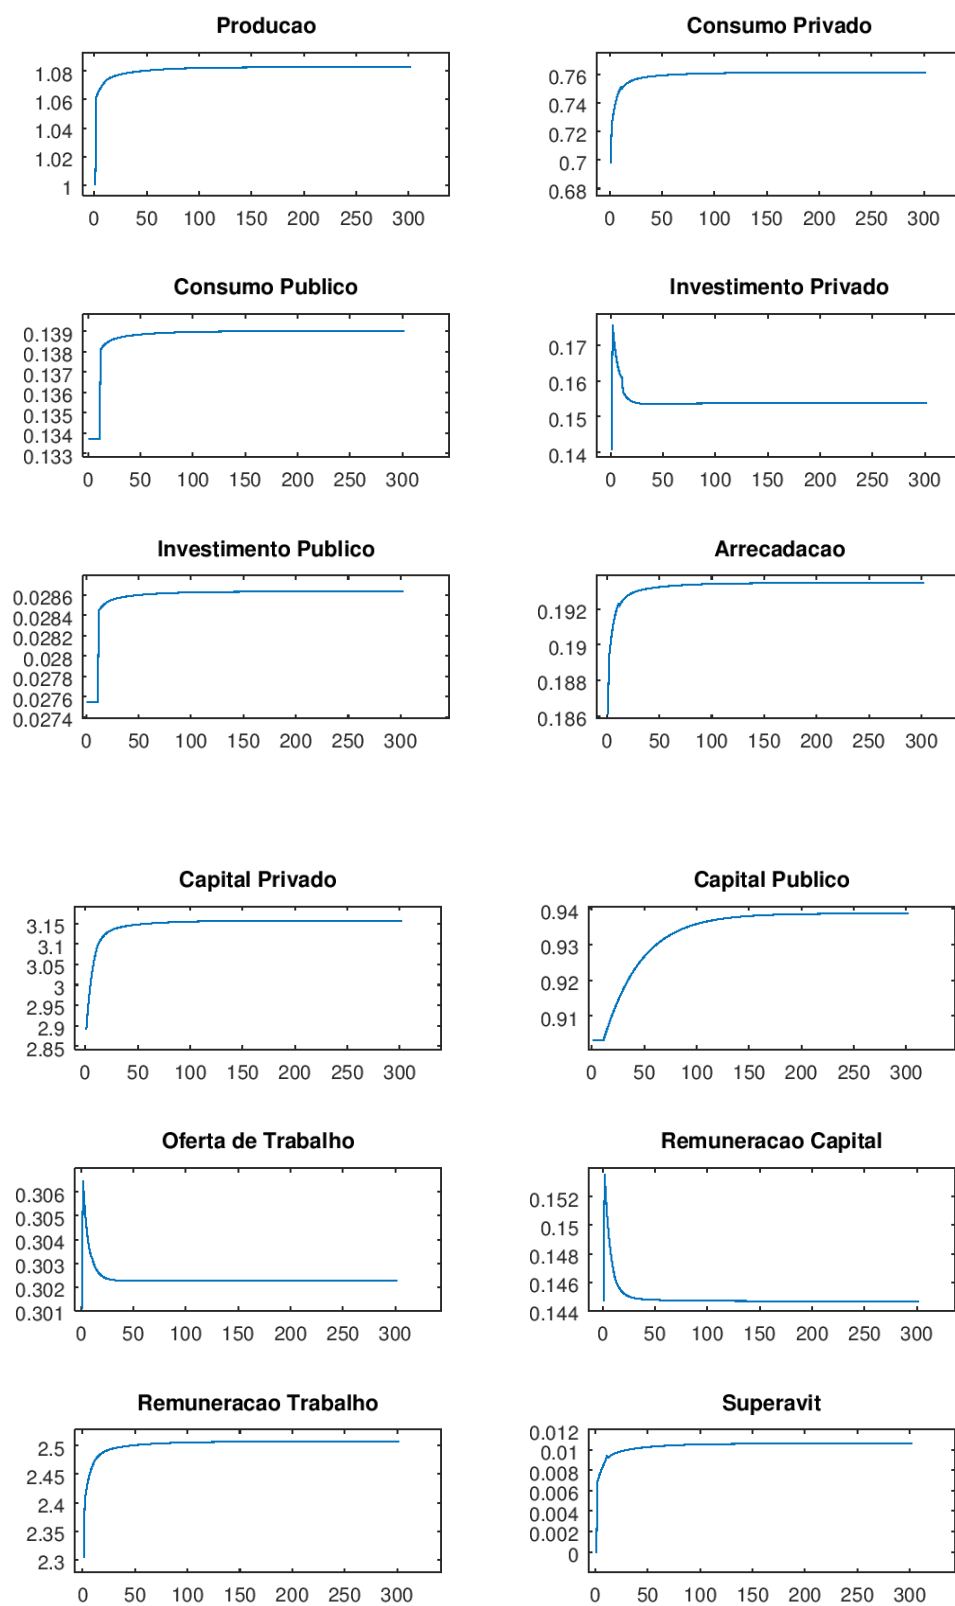 Producao
1.08
1.06
1.04
1.02
1
0 50 100 150 200 250 300
Consumo Privado
0.76
0.74
0.72
0.7
0.68
0 50 100 150 200 250 300
Consumo Publico
0.139
0.138
0.137
0.136
0.135
0.134
0.133
0 50 100 150 200 250 300
Investimento Privado
0.17
0.16
0.15
0.14
0 50 100 150 200 250 300
Investimento Publico
0.0286
0.0284
0.0282
0.028
0.0278
0.0276
0.0274
0 50 100 150 200 250 300
Arrecadacao
0.192
0.19
0.188
0.186
0 50 100 150 200 250 300
Capital Privado
3.15
3.1
3.05
3
2.95
2.9
2.85
0 50 100 150 200 250 300
Capital Publico
0.94
0.93
0.92
0.91
0 50 100 150 200 250 300
Oferta de Trabalho
0.306
0.305
0.304
0.303
0.302
0.301
0 50 100 150 200 250 300
Remuneracao Capital
0.152
0.15
0.148
0.146
0.144
0 50 100 150 200 250 300
Remuneracao Trabalho
2.5
2.45
2.4
2.35
2.3
0 50 100 150 200 250 300
Superavit
0.012
0.01
0.008
0.006
0.004
0.002
0
0 50 100 150 200 250 300